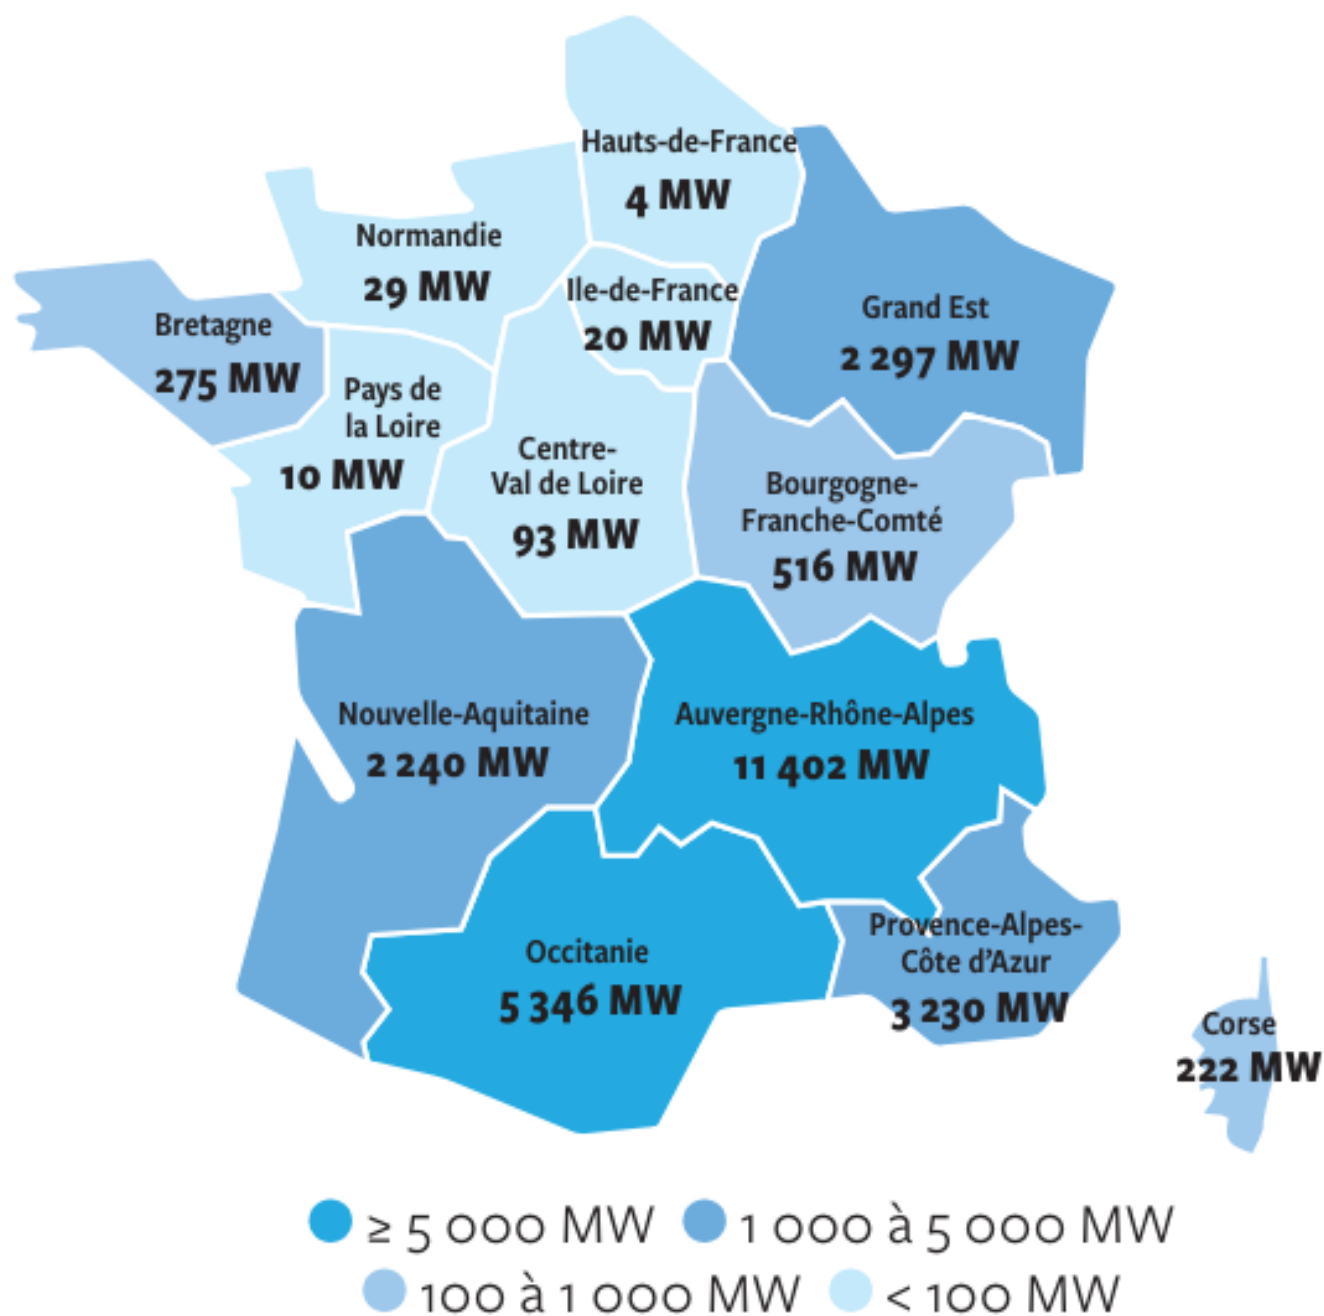 Hauts-de-France
4 MW
Normandie
29 MW
Ile-de-France
20 MW
Grand Est
2 297 MW
Bretagne
275 MW
Pays de
la Loire
10 MW
Centre-
Val de Loire
93 MW
Bourgogne-
Franche-Comté
516 MW
Nouvelle-Aquitaine
2 240 MW
Auvergne-Rhône-Alpes
11 402 MW
Occitanie
5 346 MW
Provence-Alpes-
Côte d’Azur
3 230 MW
Corse
222 MW
≥ 5 000 MW 1 000 à 5 000 MW
100 à 1 000 MW < 100 MW